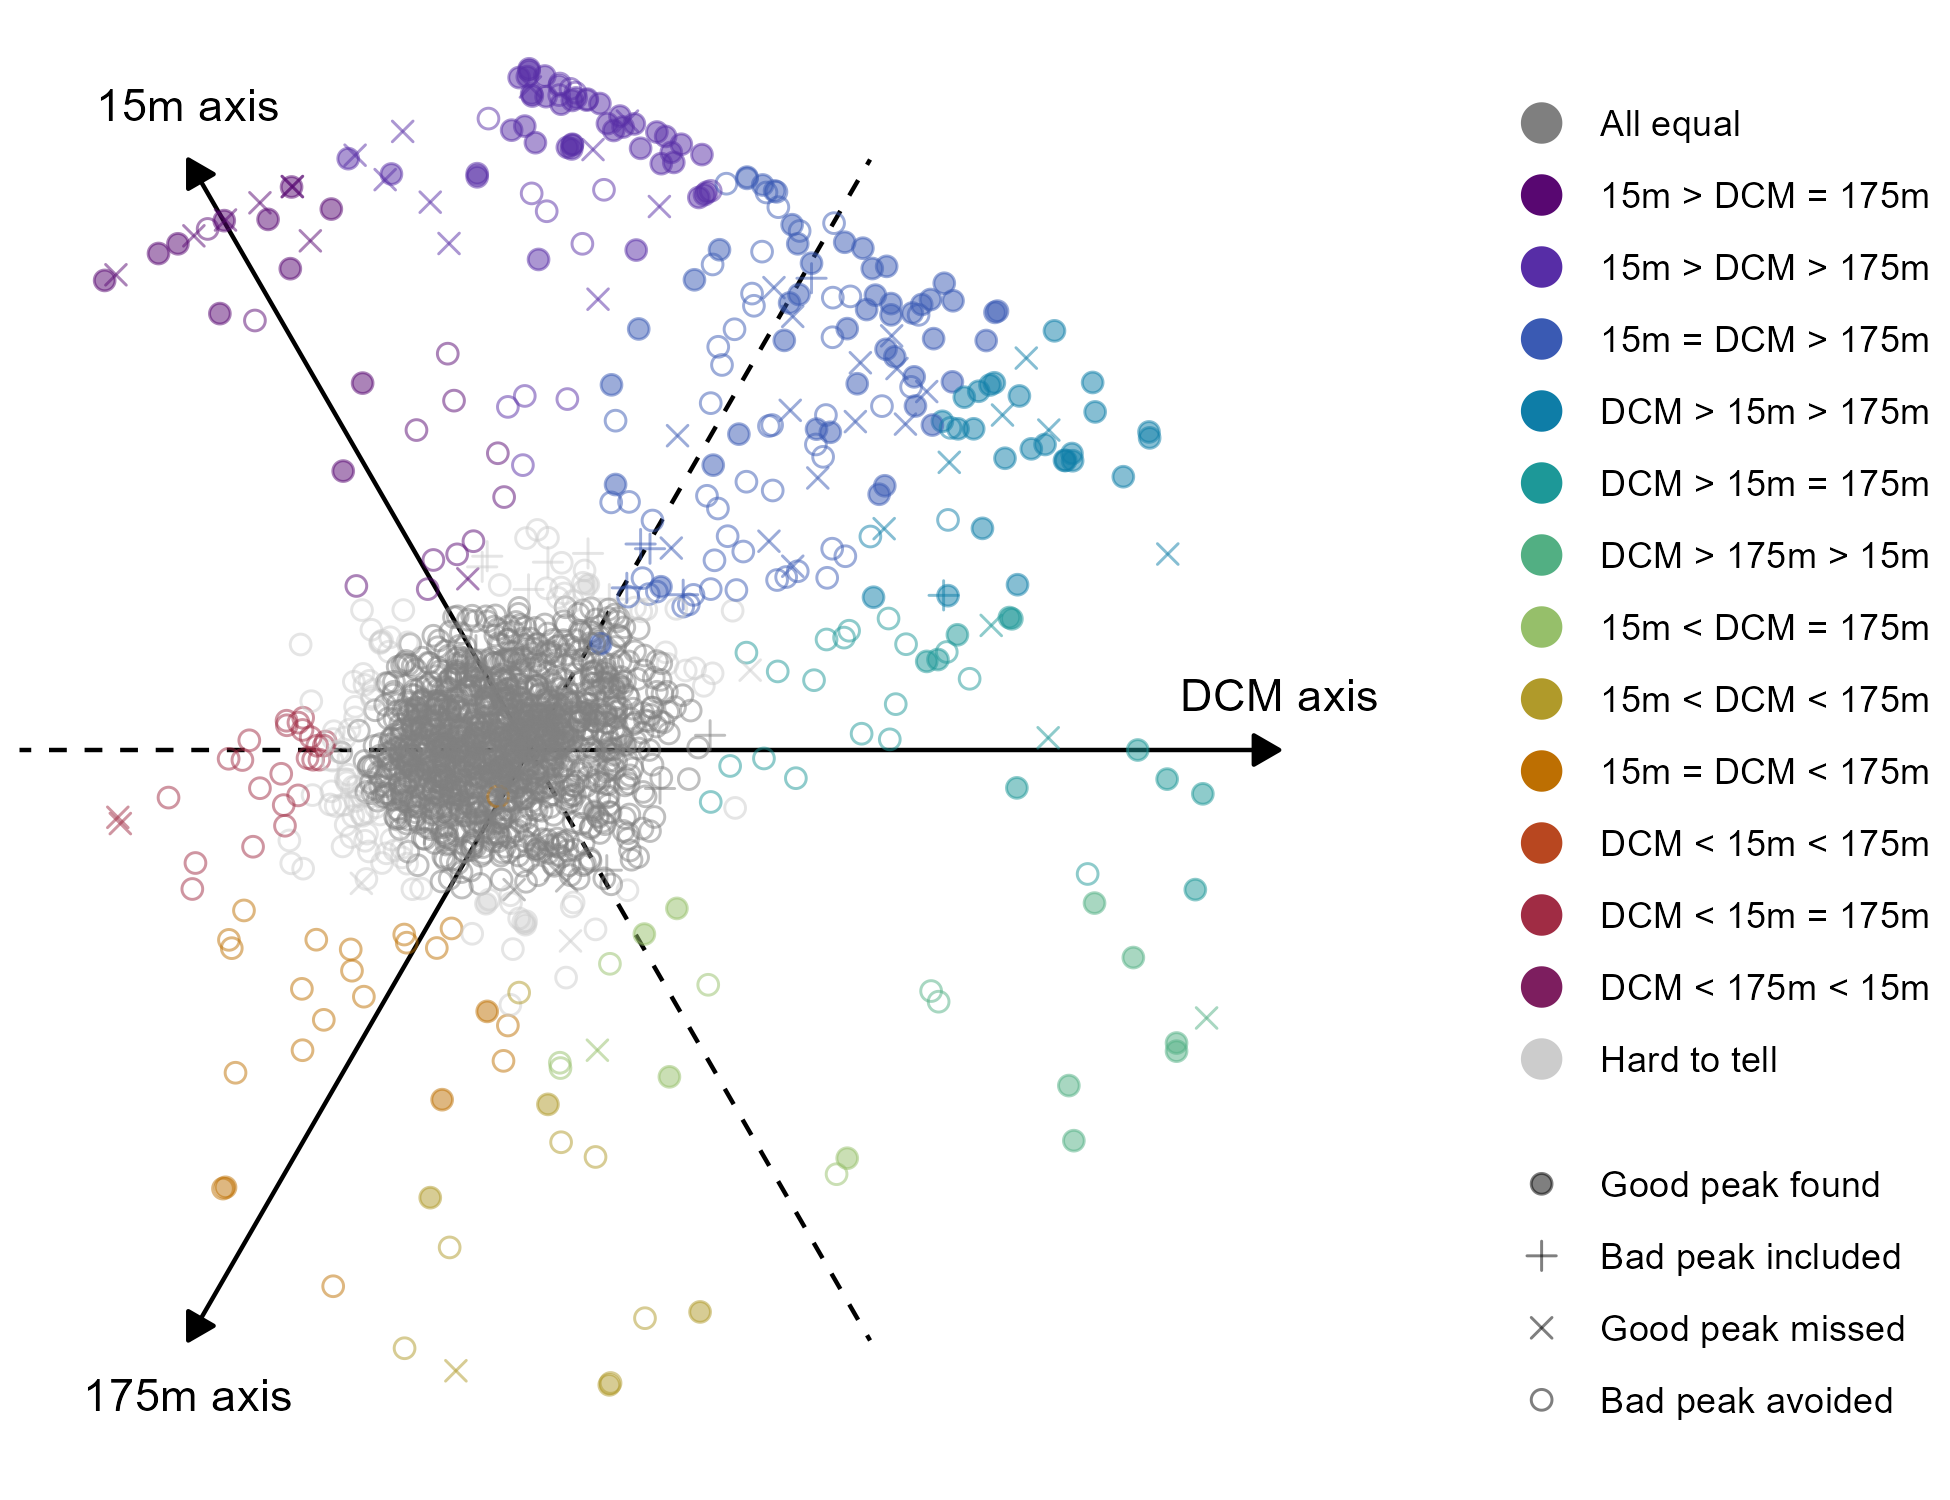 15m axis
DCM axis
175m axis
All equal
15m > DCM = 175m
15m > DCM > 175m
15m = DCM > 175m
DCM > 15m > 175m
DCM > 15m = 175m
DCM > 175m > 15m
15m < DCM = 175m
15m < DCM < 175m
15m = DCM < 175m
DCM < 15m < 175m
DCM < 15m = 175m
DCM < 175m < 15m
Hard to tell
Good peak found
Bad peak included
Good peak missed
Bad peak avoided